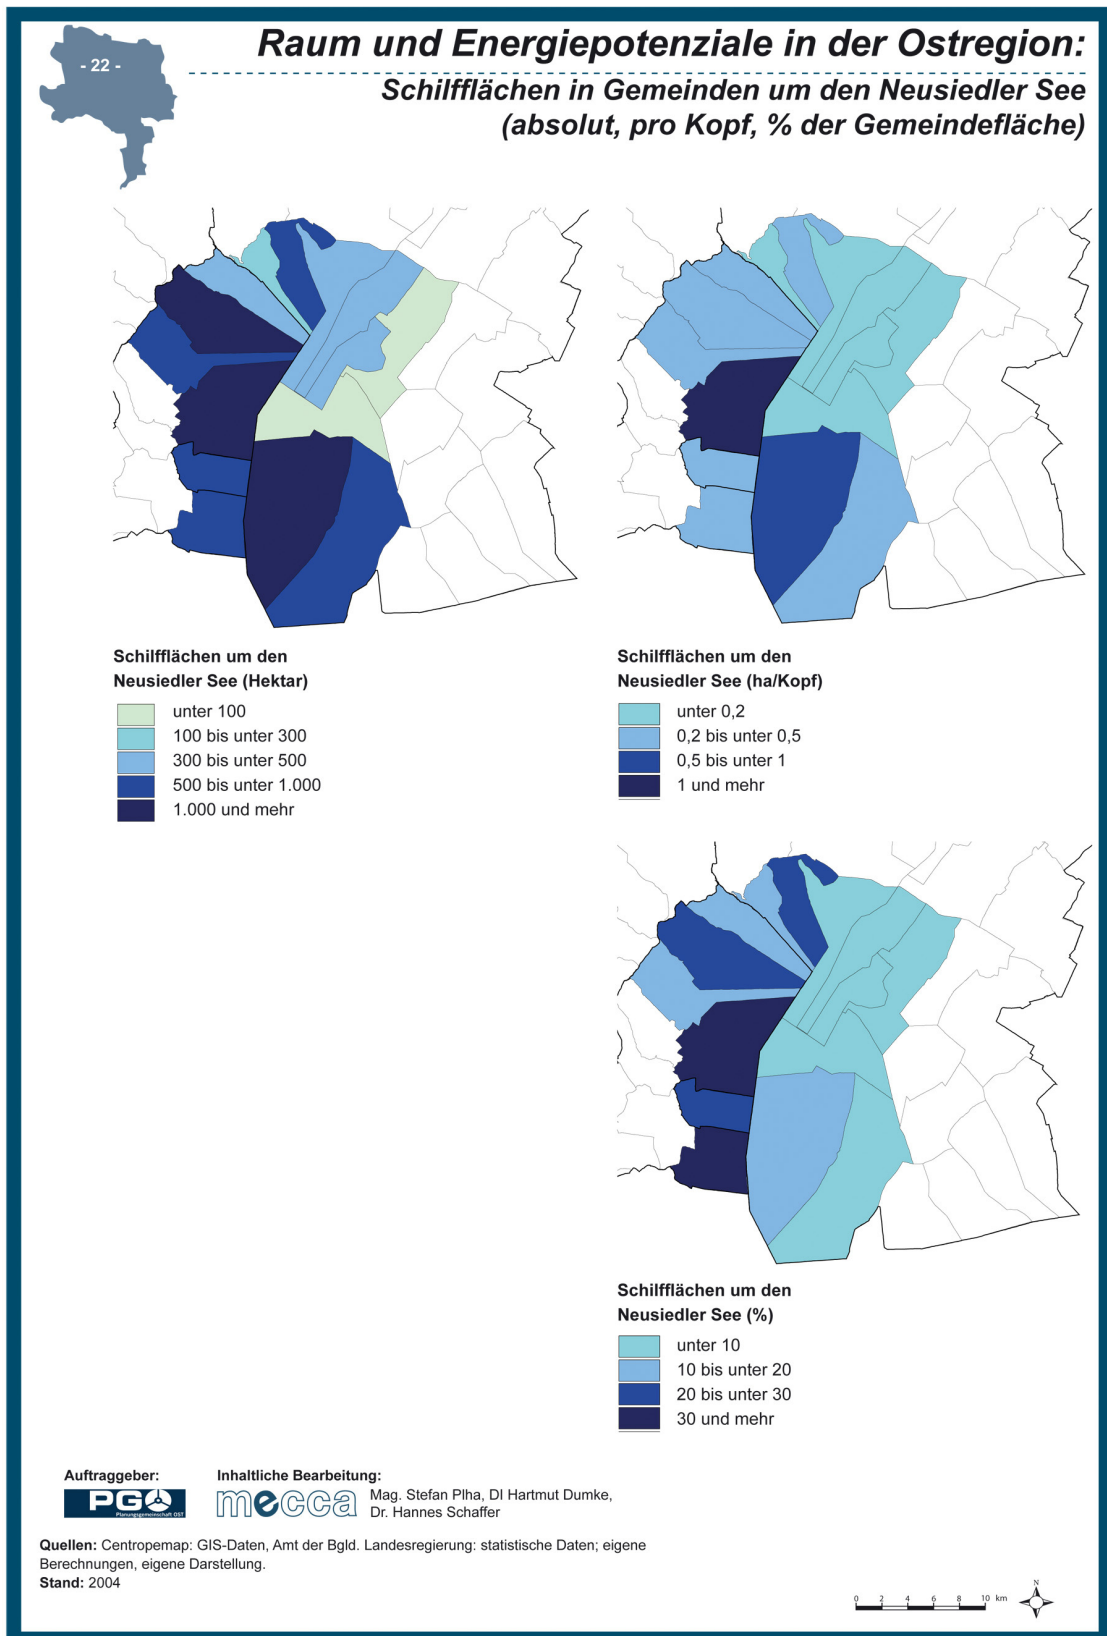 - 22 -
Raum und Energiepotenziale in der Ostregion:
Schilfflächen in Gemeinden um den Neusiedler See
(absolut, pro Kopf, % der Gemeindefläche)
Schilfflächen um den
Neusiedler See (Hektar)
unter 100
100 bis unter 300
300 bis unter 500
500 bis unter 1.000
1.000 und mehr
Schilfflächen um den
Neusiedler See (ha/Kopf)
unter 0,2
0,2 bis unter 0,5
0,5 bis unter 1
1 und mehr
Schilfflächen um den
Neusiedler See (%)
unter 10
10 bis unter 20
20 bis unter 30
30 und mehr
Auftraggeber:
PGO
Planungsgemeinschaft OST
Inhaltliche Bearbeitung:
mecca
Mag. Stefan Plha, DI Hartmut Dumke,
Dr. Hannes Schaffer
Quellen: Centropemap: GIS-Daten, Amt der Bgld. Landesregierung: statistische Daten; eigene
Berechnungen, eigene Darstellung.
Stand: 2004
0 2 4 6 8 10 km
N